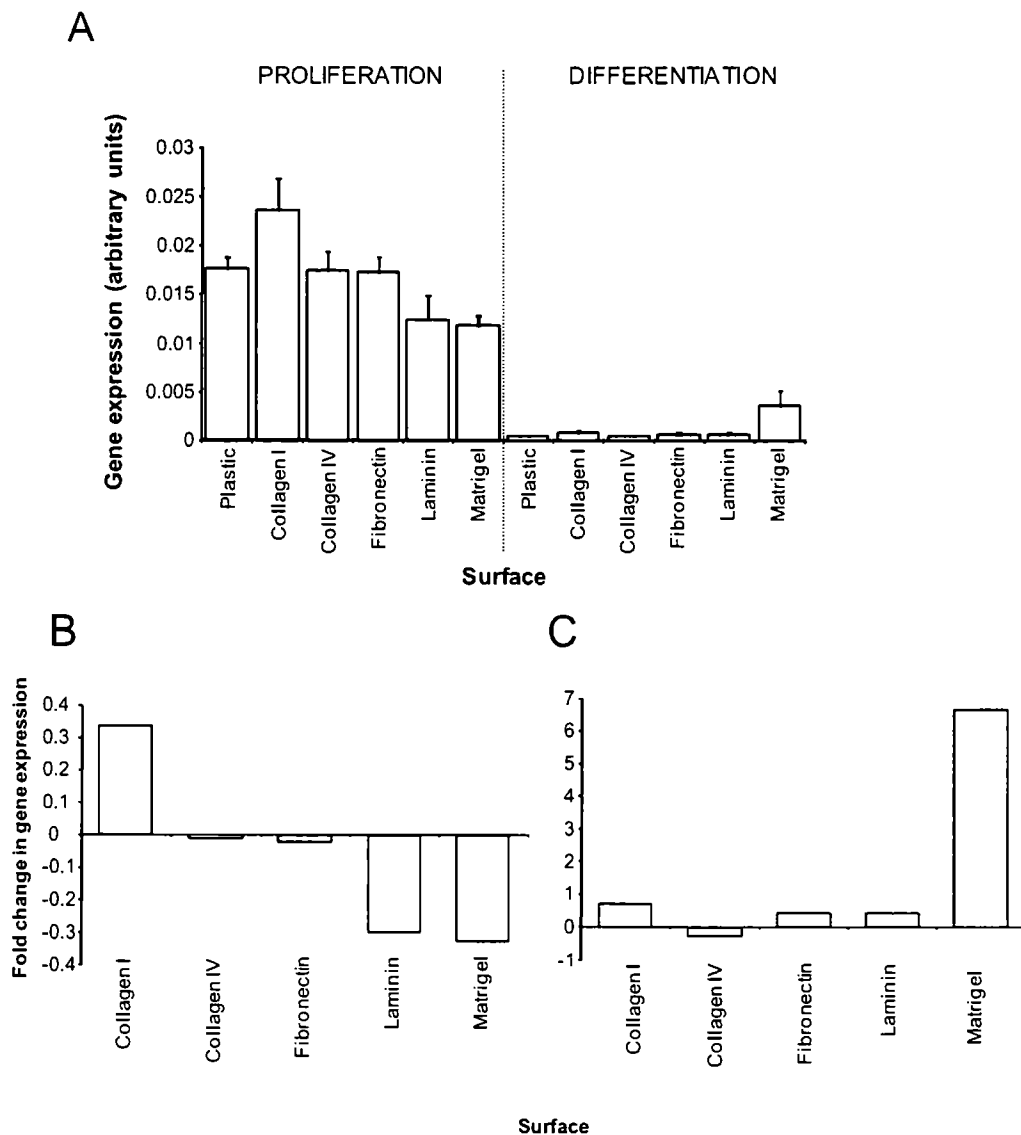 A
PROLIFERATION
DIFFERENTIATION
Gene expression (arbitrary units)
0.03
0.025
0.02
0.015
0.01
0.005
0
Plastic
Collagen I
Collagen IV
Fibronectin
Laminin
Matrigel
Plastic
Collagen I
Collagen IV
Fibronectin
Laminin
Matrigel
Surface
B
Fold change in gene expression
0.4
0.3
0.2
0.1
0
-0.1
-0.2
-0.3
-0.4
Collagen I
Collagen IV
Fibronectin
Laminin
Matrigel
C
7
6
5
4
3
2
1
0
-1
Collagen I
Collagen IV
Fibronectin
Laminin
Matrigel
Surface